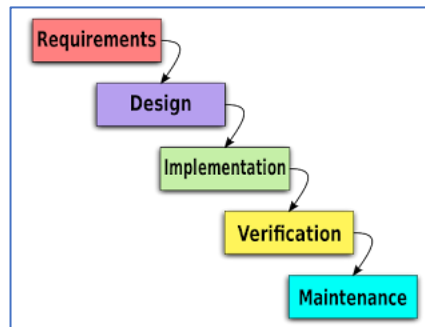 Requirements
Design
Implementation
Verification
Maintenance